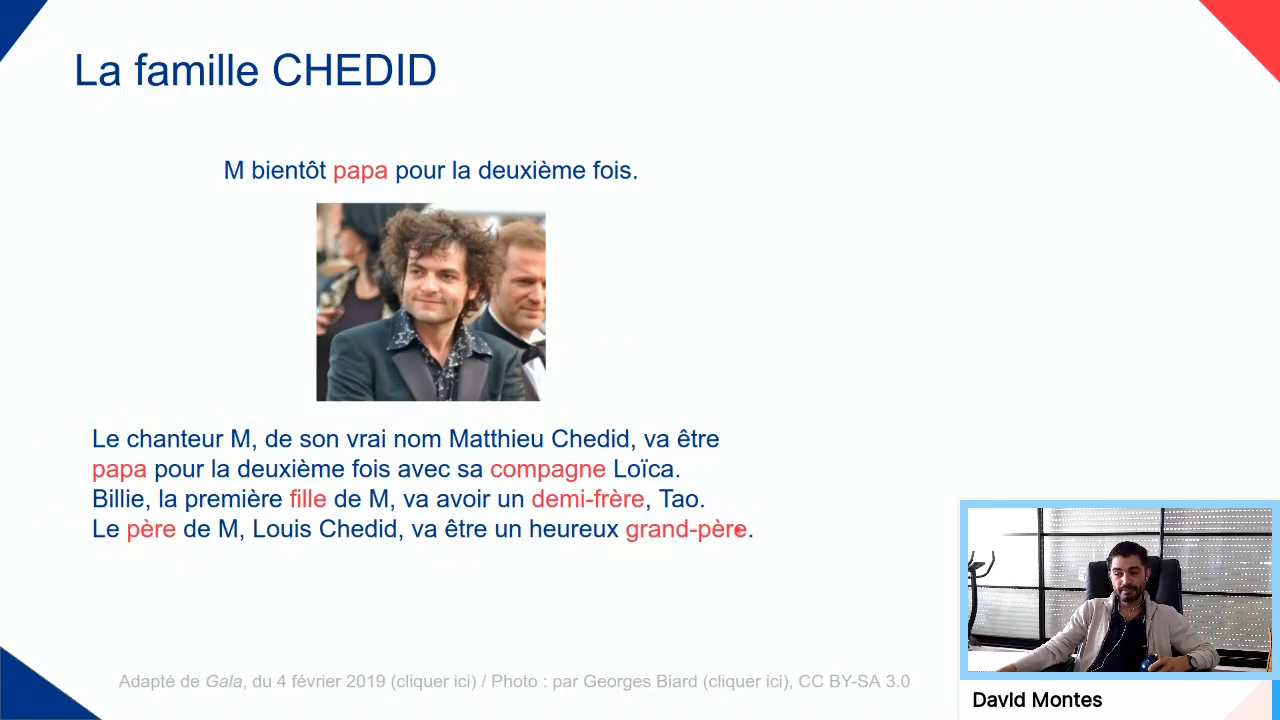 La famille CHEDID
M bientôt papa pour la deuxième fois.
Le chanteur M, de son vrai nom Matthieu Chedid, va être
papa pour la deuxième fois avec sa compagne Loïca.
Billie, la première fille de M, va avoir un demi-frère, Tao.
Le père de M, Louis Chedid, va être un heureux grand-père.
Adapté de Gala, du 4 février 2019 (cliquer ici) / Photo : par Georges Biard (cliquer ici), CC BY-SA 3.0
DavId Montes